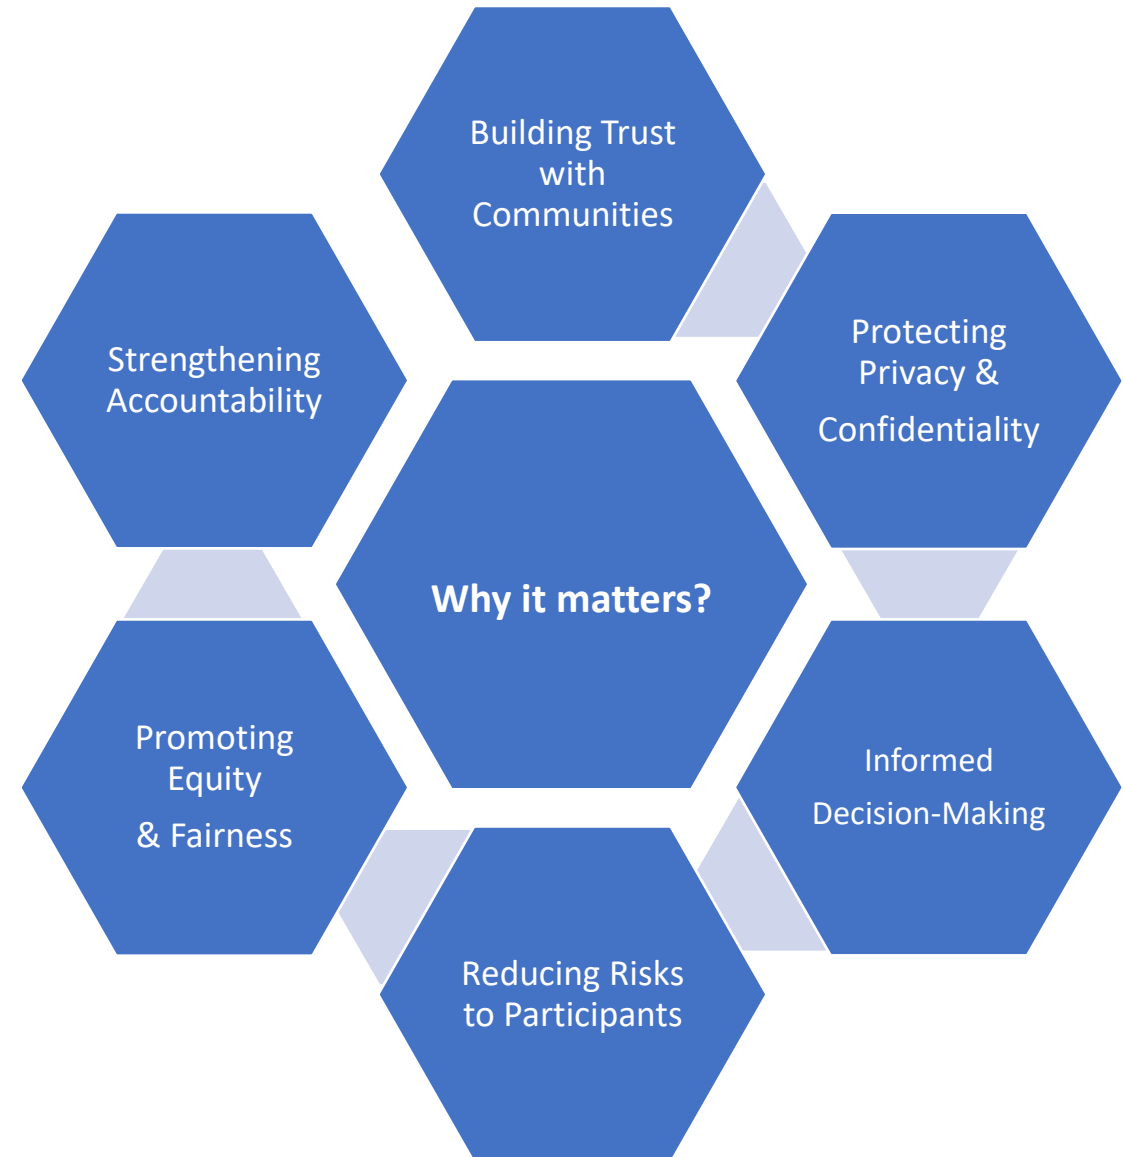 Building Trust
with
Communities
Protecting
Privacy &
Confidentiality
Informed
Decision-Making
Reducing Risks
to Participants
Promoting
Equity
& Fairness
Strengthening
Accountability
Why it matters?